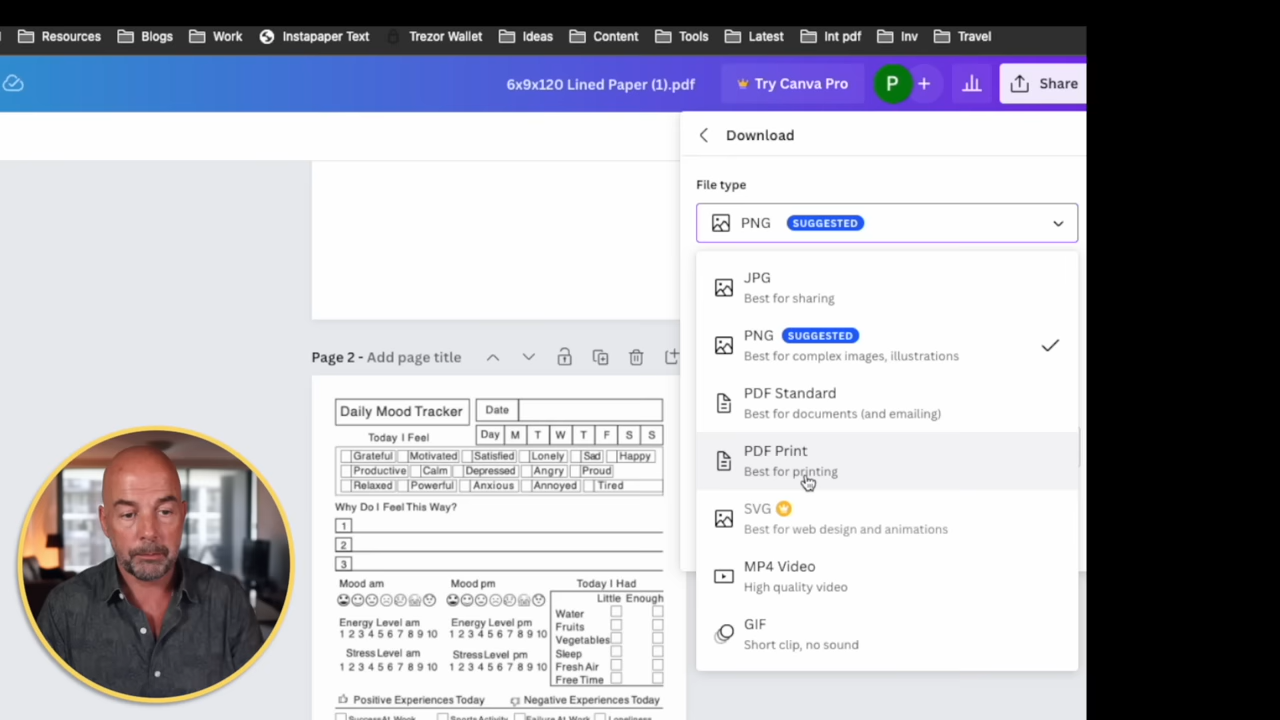 Resources Blogs Work Instapaper Text Trezor Wallet Ideas Content Tools Latest Int pdf Inv Travel
6x9x120 Lined Paper (1).pdf Try Canva Pro P + Share
Download
File type
PNG SUGGESTED
JPG
Best for sharing
PNG SUGGESTED
Best for complex images, illustrations
PDF Standard
Best for documents (and emailing)
PDF Print
Best for printing
SVG
Best for web design and animations
MP4 Video
High quality video
GIF
Short clip, no sound
Page 2 - Add page title
Daily Mood Tracker Date
Today I Feel Day M T W T F S S
Grateful Motivated Satisfied Lonely Sad Happy
Productive Calm Depressed Angry Proud
Relaxed Powerful Anxious Annoyed Tired
Why Do I Feel This Way?
1
2
3
Mood am Mood pm Today I Had
Little Enough
Water
Energy Level am Energy Level pm Fruits
1 2 3 4 5 6 7 8 9 10 1 2 3 4 5 6 7 8 9 10 Vegetables
Stress Level am Stress Level pm Sleep
1 2 3 4 5 6 7 8 9 10 1 2 3 4 5 6 7 8 9 10 Fresh Air
Free Time
Positive Experiences Today Negative Experiences Today
Success At Work Sports Activity Failure At Work Loneliness